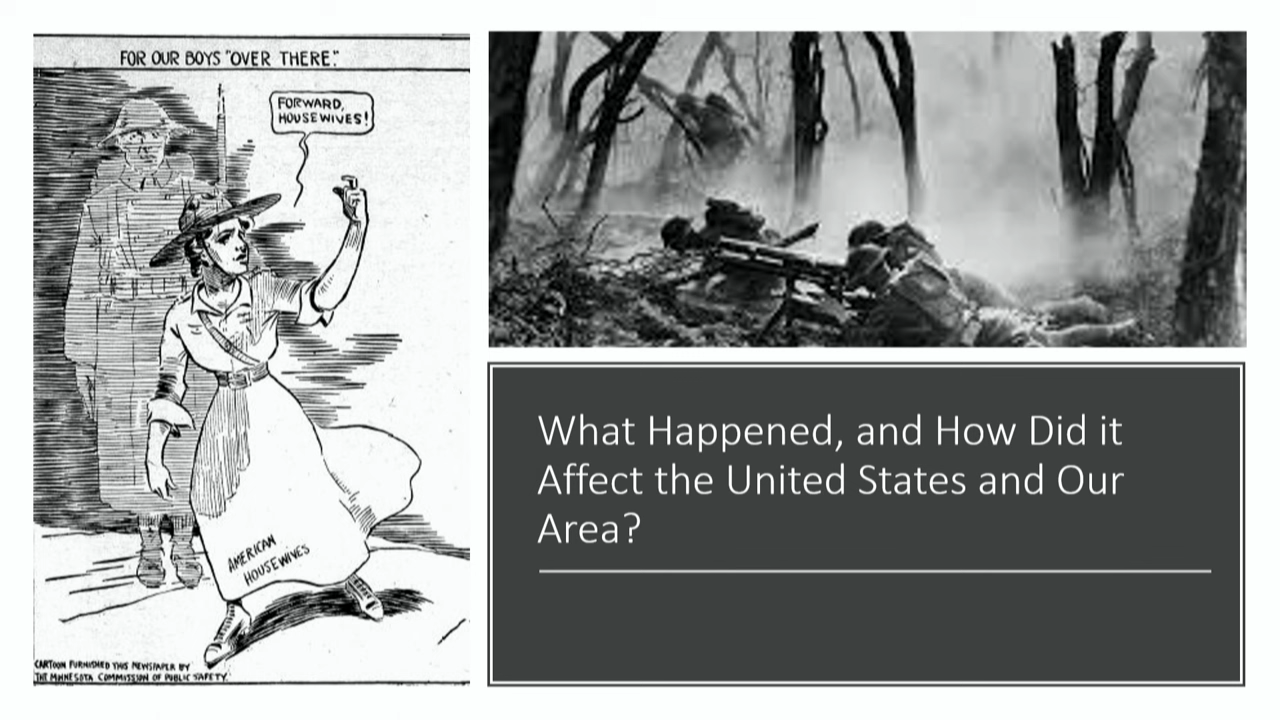 FOR OUR BOYS "OVER THERE."
FORWARD,
HOUSEWIVES!
AMERICAN
HOUSEWIVES
CARTOON FURNISHED THIS NEWSPAPER BY
THE MINNESOTA COMMISSION OF PUBLIC SAFETY.
What Happened, and How Did it
Affect the United States and Our
Area?